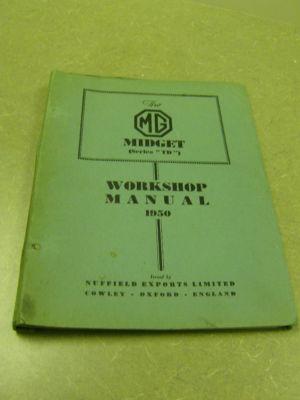 The
MG
MIDGET
(Series "TD")
WORKSHOP
MANUAL
1950
Issued by
NUFFIELD EXPORTS LIMITED
COWLEY - OXFORD - ENGLAND